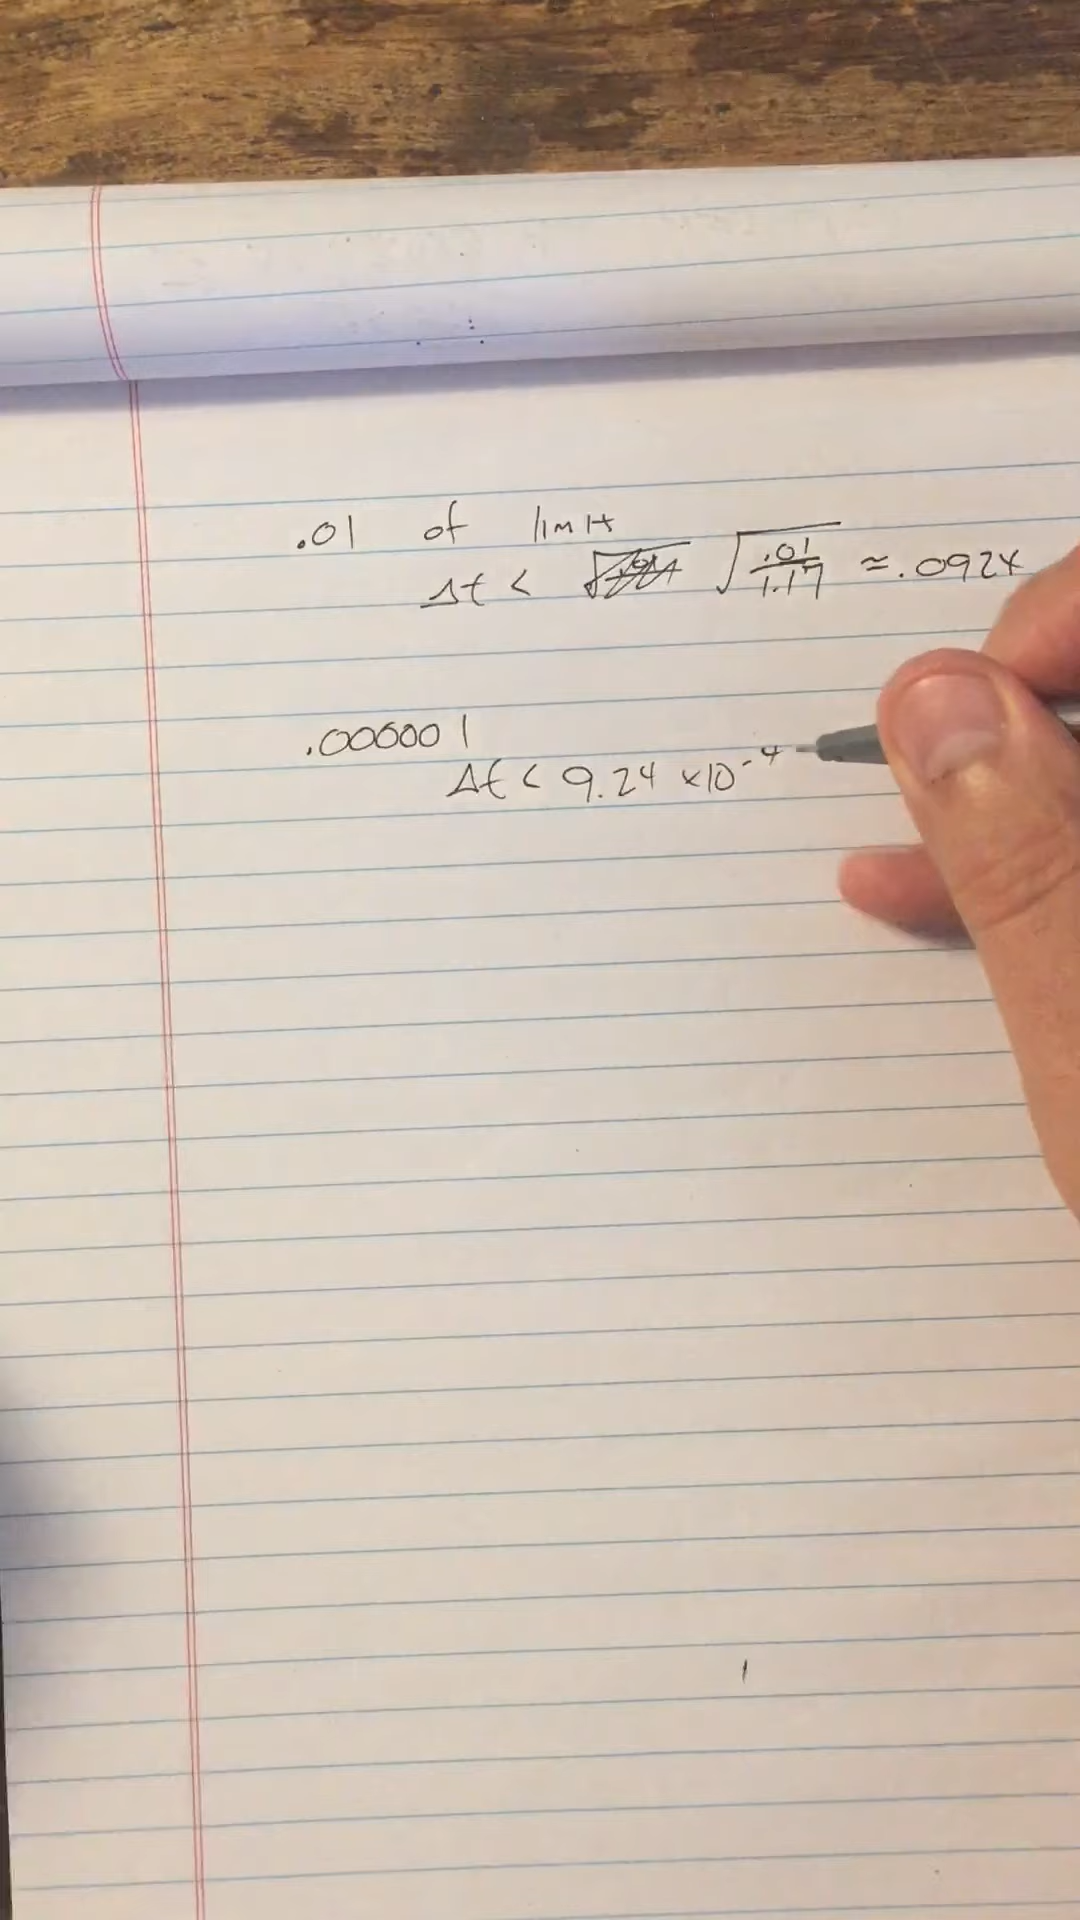 .01 of limit
Δt < √(.01/1.17) ≈ .0924
.000001
Δt < 9.24 ×10⁻⁴